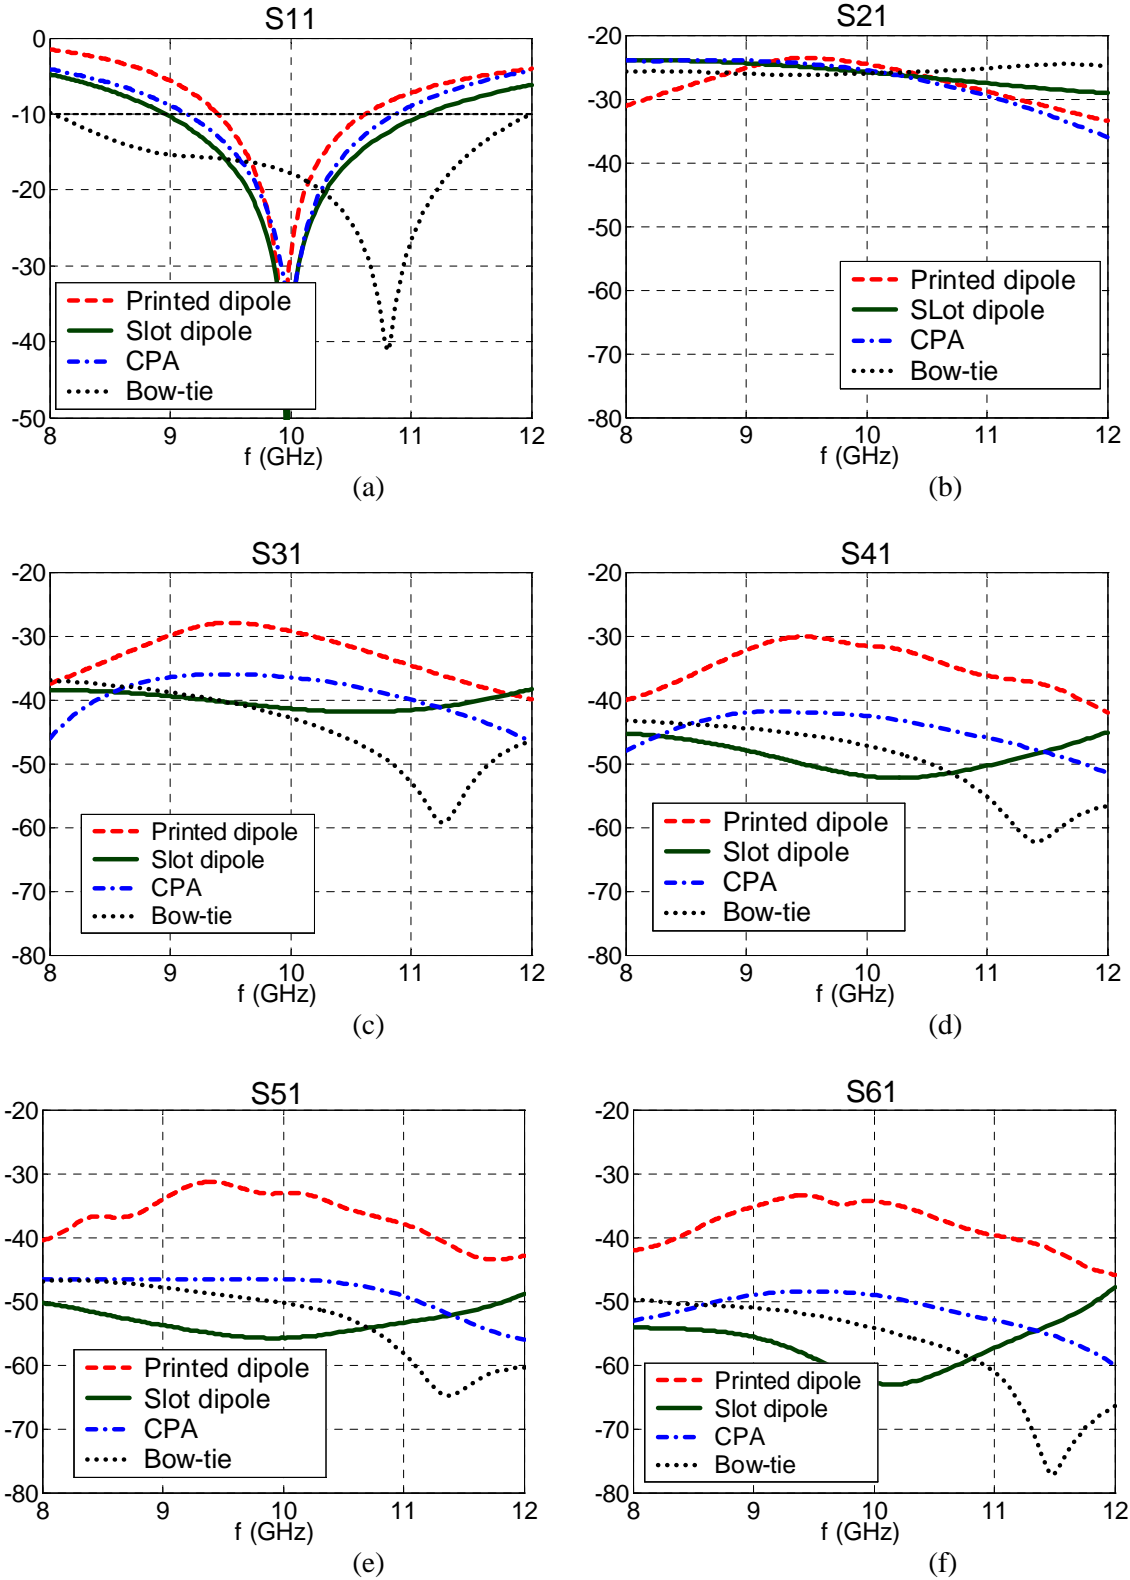 S11
0
-10
-20
-30
-40
-50
Printed dipole
Slot dipole
CPA
Bow-tie
8 9 10 11 12
f (GHz)
(a)
S21
-20
-30
-40
-50
-60
-70
-80
Printed dipole
SLot dipole
CPA
Bow-tie
8 9 10 11 12
f (GHz)
(b)
S31
-20
-30
-40
-50
-60
-70
-80
Printed dipole
Slot dipole
CPA
Bow-tie
8 9 10 11 12
f (GHz)
(c)
S41
-20
-30
-40
-50
-60
-70
-80
Printed dipole
Slot dipole
CPA
Bow-tie
8 9 10 11 12
f (GHz)
(d)
S51
-20
-30
-40
-50
-60
-70
-80
Printed dipole
Slot dipole
CPA
Bow-tie
8 9 10 11 12
f (GHz)
(e)
S61
-20
-30
-40
-50
-60
-70
-80
Printed dipole
Slot dipole
CPA
Bow-tie
8 9 10 11 12
f (GHz)
(f)